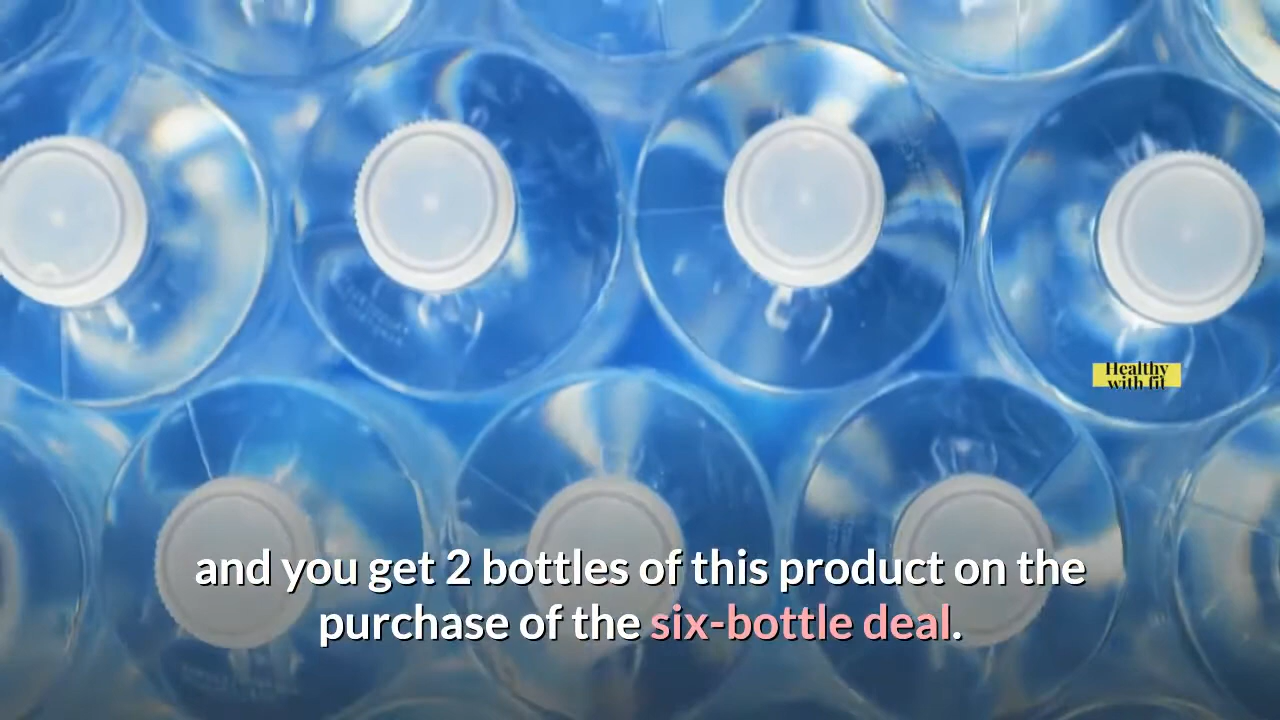 Healthy
with fit
and you get 2 bottles of this product on the
purchase of the six-bottle deal.